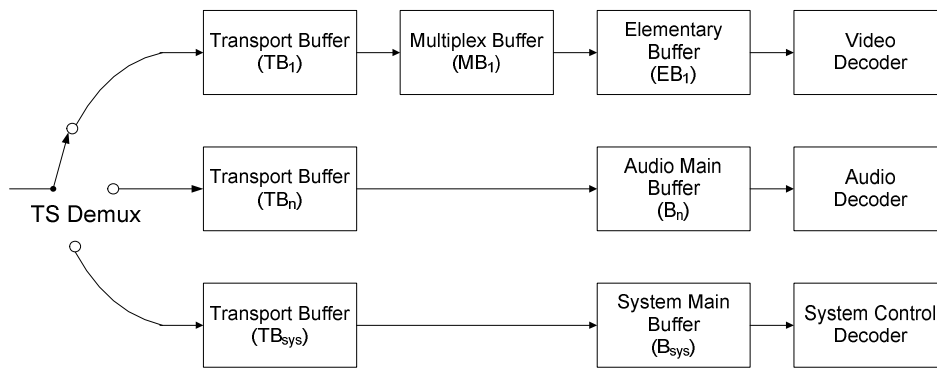 Transport Buffer
(TB₁)
Multiplex Buffer
(MB₁)
Elementary
Buffer
(EB₁)
Video
Decoder
TS Demux
Transport Buffer
(TBₙ)
Audio Main
Buffer
(Bₙ)
Audio
Decoder
Transport Buffer
(TBsys)
System Main
Buffer
(Bsys)
System Control
Decoder